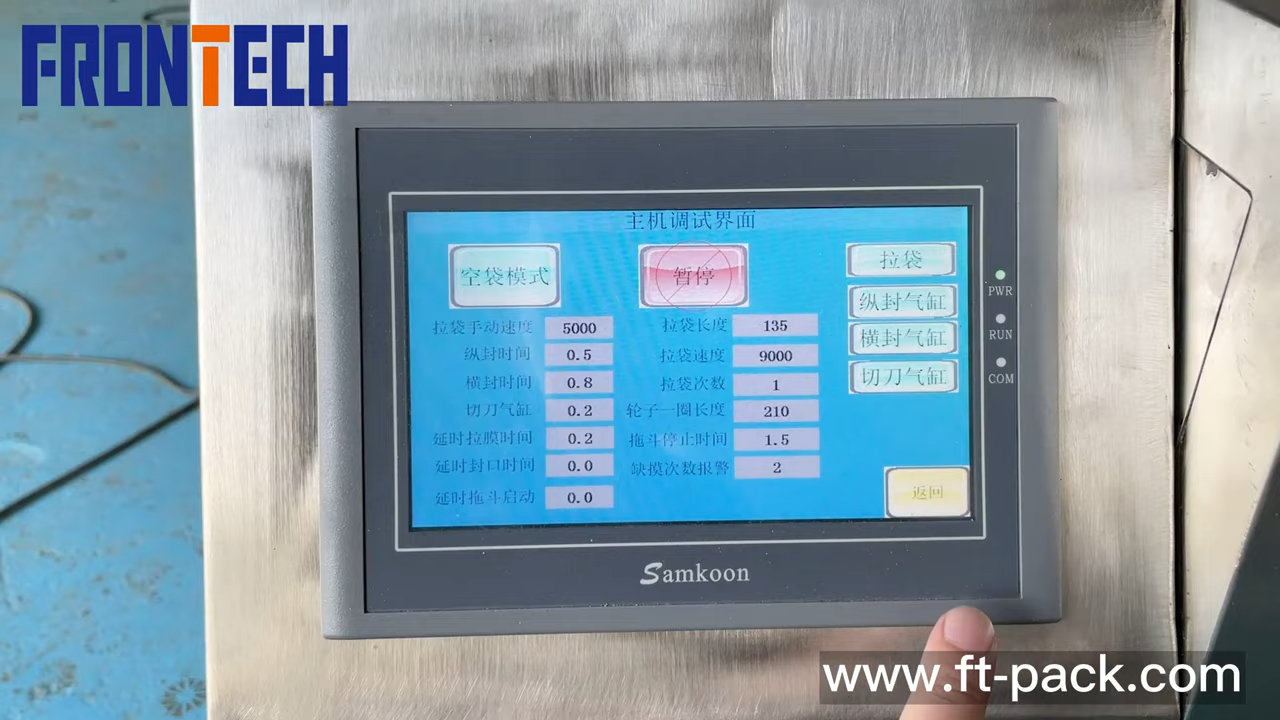 FRONTECH
主机调试界面
空袋模式
暂停
拉袋
纵封气缸
横封气缸
切刀气缸
拉袋手动速度 5000 拉袋长度 135
纵封时间 0.5 拉袋速度 9000
横封时间 0.8 拉袋次数 1
切刀气缸 0.2 轮子一圈长度 210
延时拉膜时间 0.2 拖斗停止时间 1.5
延时封口时间 0.0 缺摸次数报警 2
延时拖斗启动 0.0
返回
PWR
RUN
COM
Samkoon
www.ft-pack.com